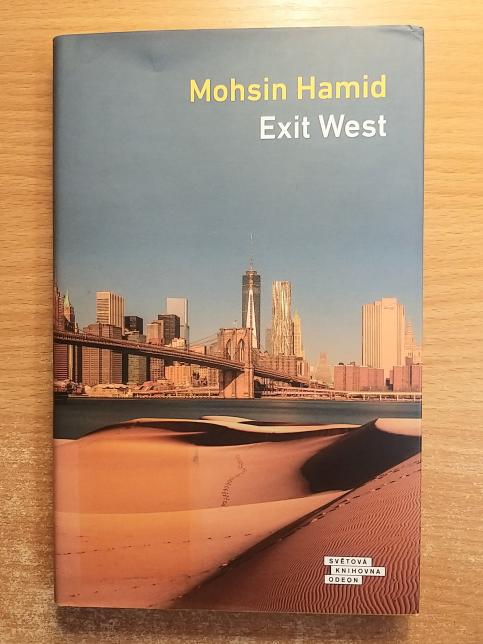 Mohsin Hamid
Exit West
SVĚTOVÁ
KNIHOVNA
ODEON